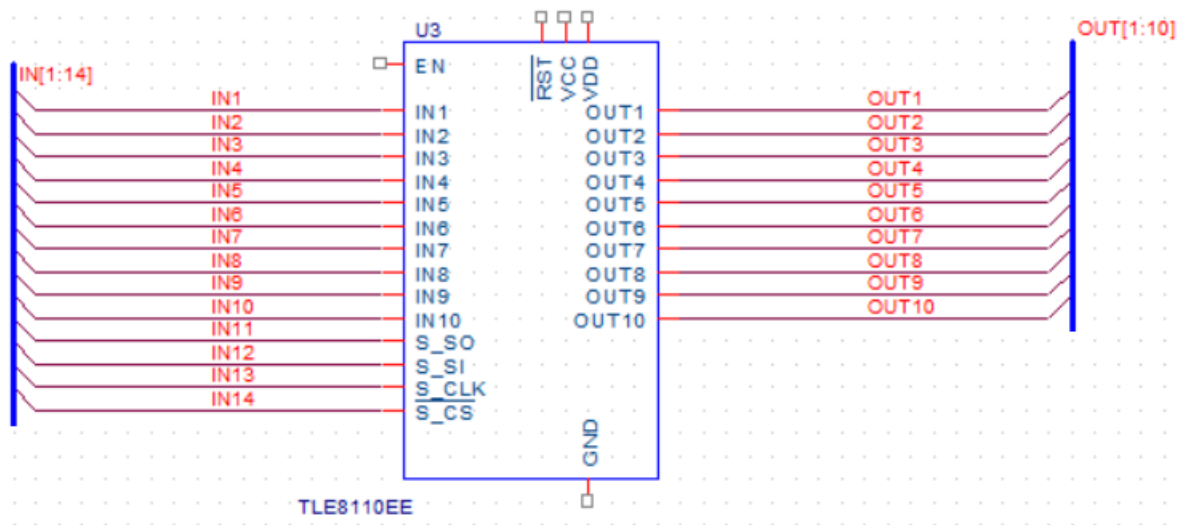 U3
OUT[1:10]
IN[1:14]
EN
RST
VCC
VDD
IN1
IN2
IN3
IN4
IN5
IN6
IN7
IN8
IN9
IN10
IN11
IN12
IN13
IN14
IN1
IN2
IN3
IN4
IN5
IN6
IN7
IN8
IN9
IN10
S_SO
S_SI
S_CLK
S_CS
OUT1
OUT2
OUT3
OUT4
OUT5
OUT6
OUT7
OUT8
OUT9
OUT10
OUT1
OUT2
OUT3
OUT4
OUT5
OUT6
OUT7
OUT8
OUT9
OUT10
GND
TLE8110EE